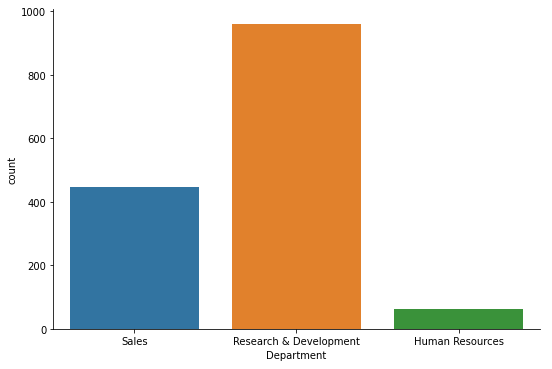 1000
800
600
400
200
0
count
Sales
Research & Development
Human Resources
Department